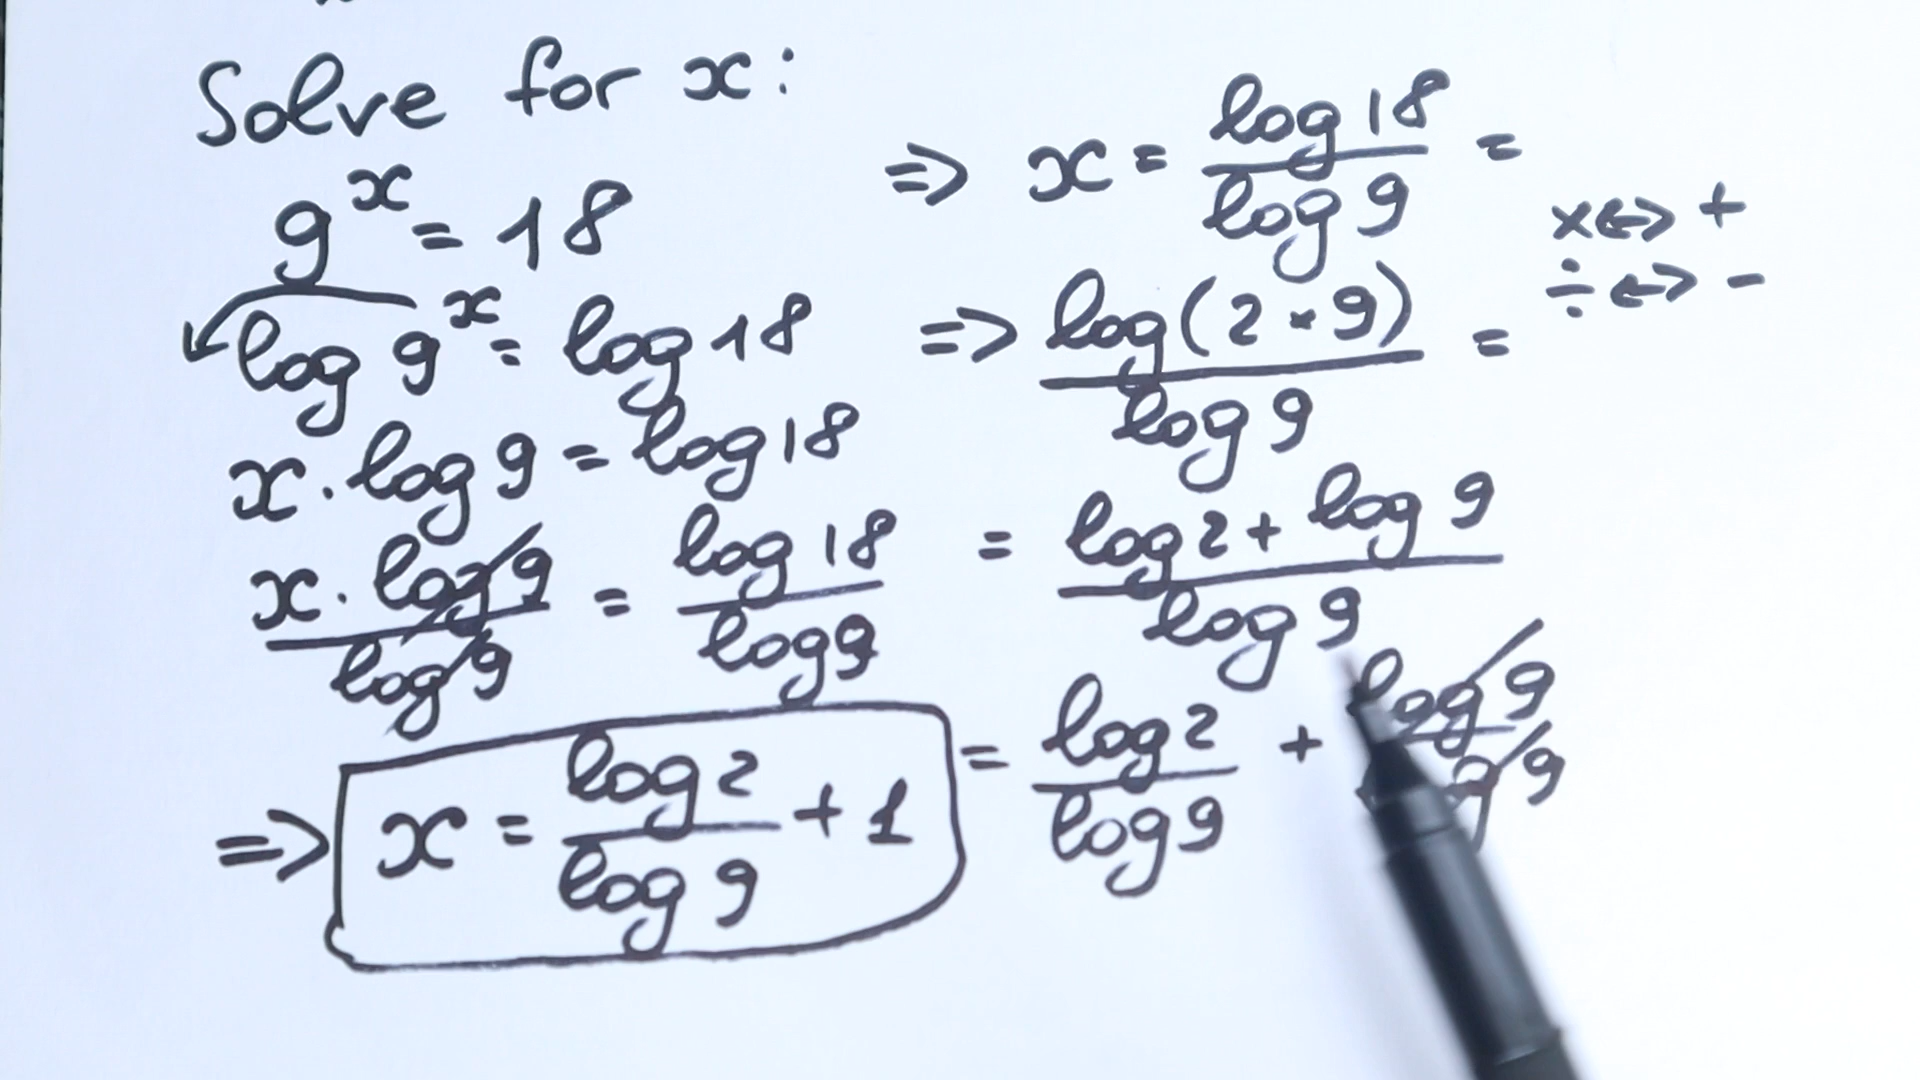 Solve for x:
9^x = 18
log 9^x = log 18
x · log 9 = log 18
x · log 9 / log 9 = log 18 / log 9
=> x = log 18 / log 9 =
x <-> +
÷ <-> -
=> log(2 · 9) / log 9 =
= log 2 + log 9 / log 9
= log 2 / log 9 + log 9 / log 9
=> x = log 2 / log 9 + 1